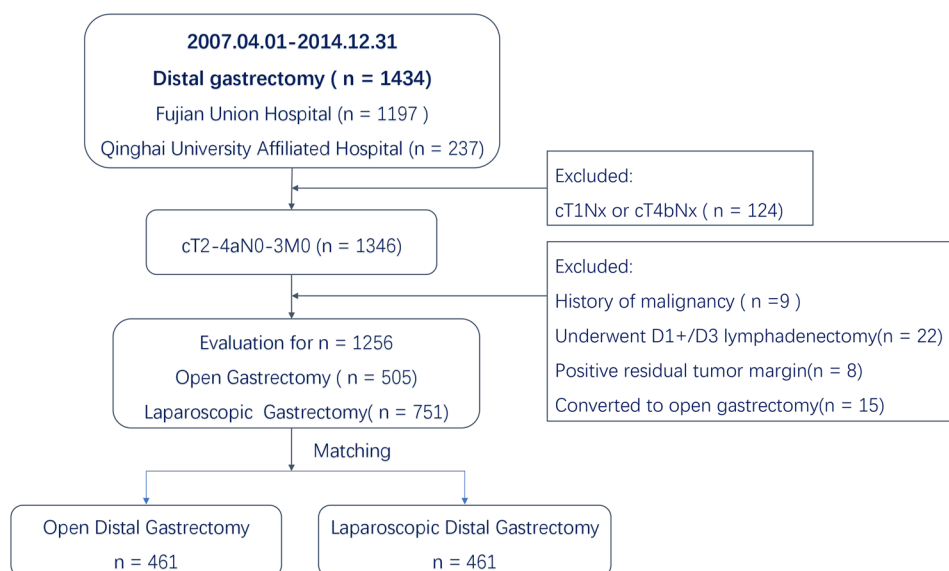 2007.04.01-2014.12.31
Distal gastrectomy ( n = 1434)
Fujian Union Hospital (n = 1197 )
Qinghai University Affiliated Hospital (n = 237)
Excluded:
cT1Nx or cT4bNx ( n = 124)
cT2-4aN0-3M0 (n = 1346)
Excluded:
History of malignancy ( n =9 )
Underwent D1+/D3 lymphadenectomy(n = 22)
Positive residual tumor margin(n = 8)
Converted to open gastrectomy(n = 15)
Evaluation for n = 1256
Open Gastrectomy ( n = 505)
Laparoscopic Gastrectomy( n = 751)
Matching
Open Distal Gastrectomy
n = 461
Laparoscopic Distal Gastrectomy
n = 461